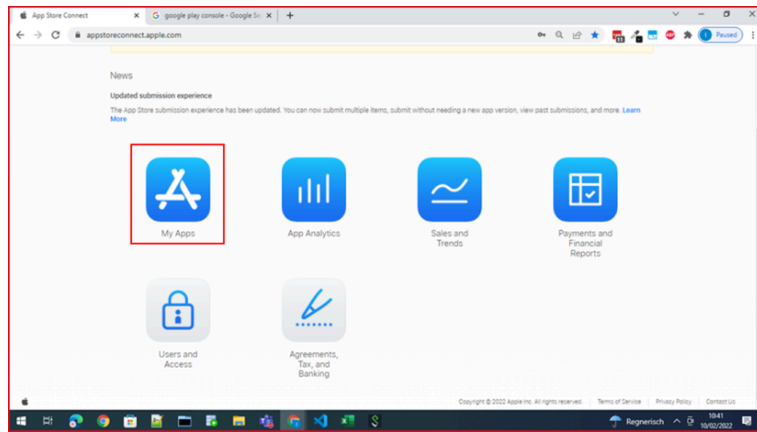 App Store Connect
google play console - Google Se
appstoreconnect.apple.com
Paused
News
Updated submission experience
The App Store submission experience has been updated. You can now submit multiple items, submit without needing a new app version, view past submissions, and more. Learn
More
My Apps
App Analytics
Sales and
Trends
Payments and
Financial
Reports
Users and
Access
Agreements,
Tax, and
Banking
Copyright © 2022 Apple Inc. All rights reserved. Terms of Service Privacy Policy Contact Us
Regnerisch
10:41
10/02/2022